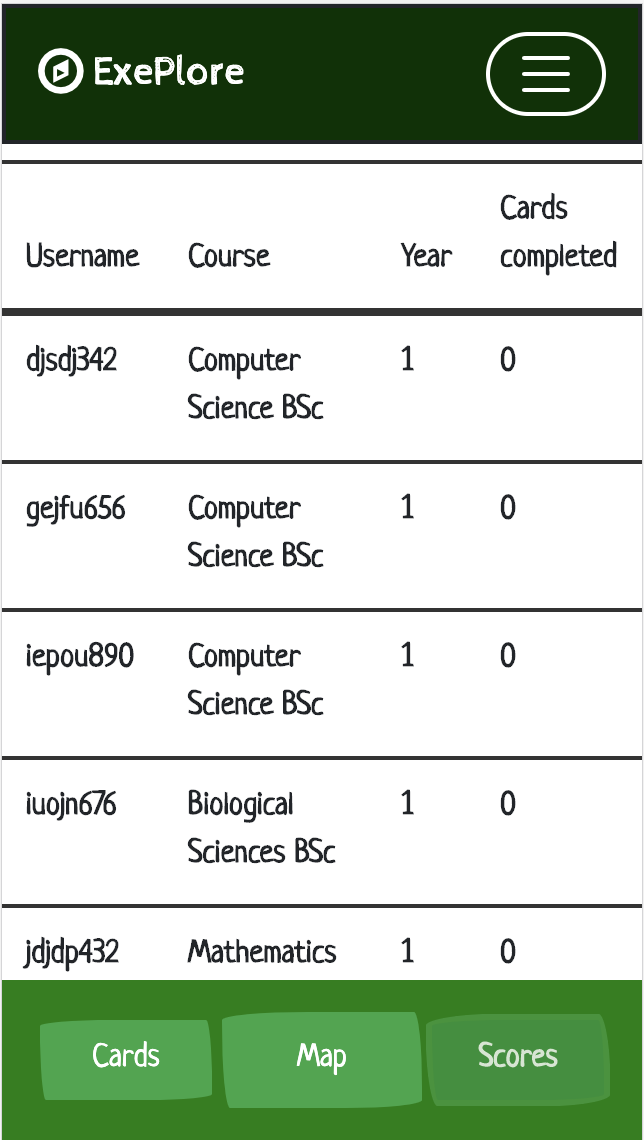 ExePlore
Cards
Username Course Year completed
djsdj342 Computer 1 0
Science BSc
gejfu656 Computer 1 0
Science BSc
iepou890 Computer 1 0
Science BSc
iuojn676 Biological 1 0
Sciences BSc
jdjdp432 Mathematics 1 0
Cards Map Scores